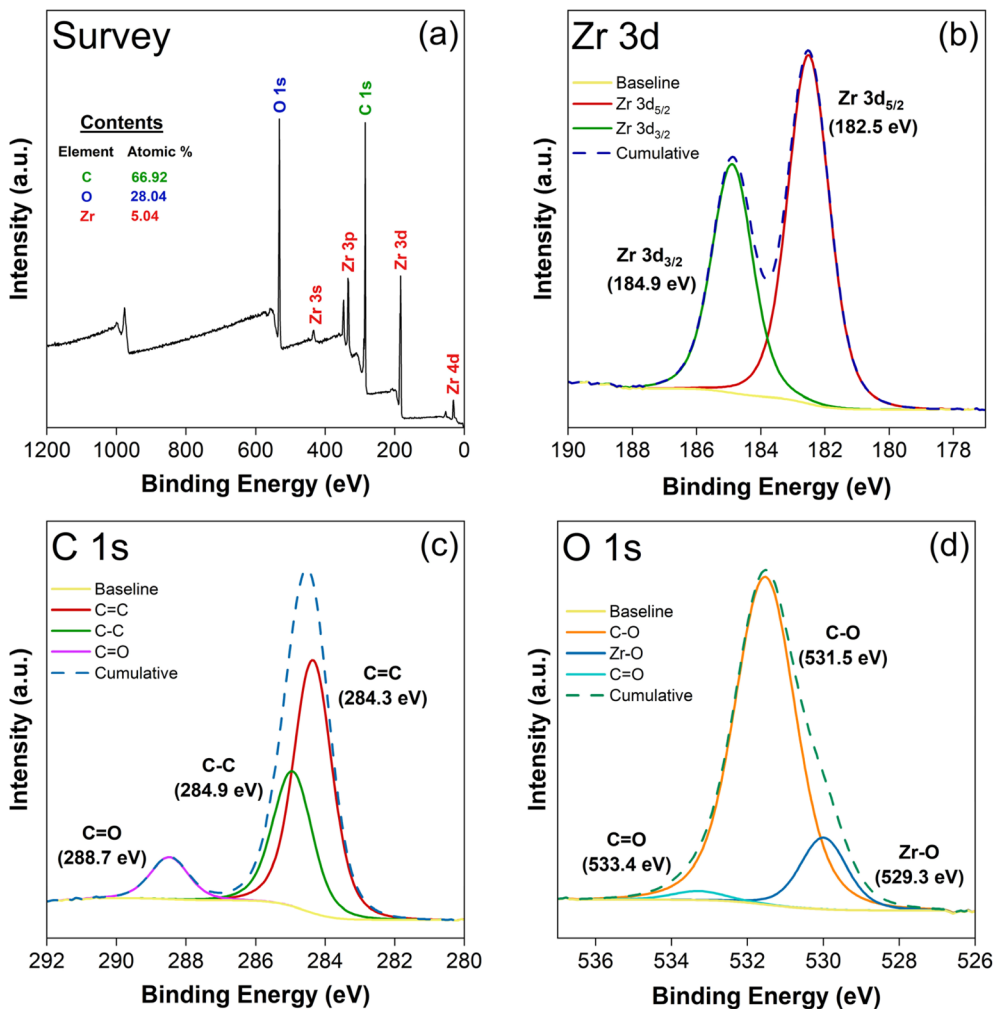 Survey
(a)
O 1s
C 1s
Contents
Element Atomic %
C 66.92
O 28.04
Zr 5.04
Zr 3s
Zr 3p
Zr 3d
Zr 4d
Intensity (a.u.)
1200 1000 800 600 400 200 0
Binding Energy (eV)
Zr 3d
(b)
Baseline
Zr 3d5/2
Zr 3d3/2
Cumulative
Zr 3d5/2
(182.5 eV)
Zr 3d3/2
(184.9 eV)
Intensity (a.u.)
190 188 186 184 182 180 178
Binding Energy (eV)
C 1s
(c)
Baseline
C=C
C-C
C=O
Cumulative
C=C
(284.3 eV)
C-C
(284.9 eV)
C=O
(288.7 eV)
Intensity (a.u.)
292 290 288 286 284 282 280
Binding Energy (eV)
O 1s
(d)
Baseline
C-O
Zr-O
C=O
Cumulative
C-O
(531.5 eV)
C=O
(533.4 eV)
Zr-O
(529.3 eV)
Intensity (a.u.)
536 534 532 530 528 526
Binding Energy (eV)